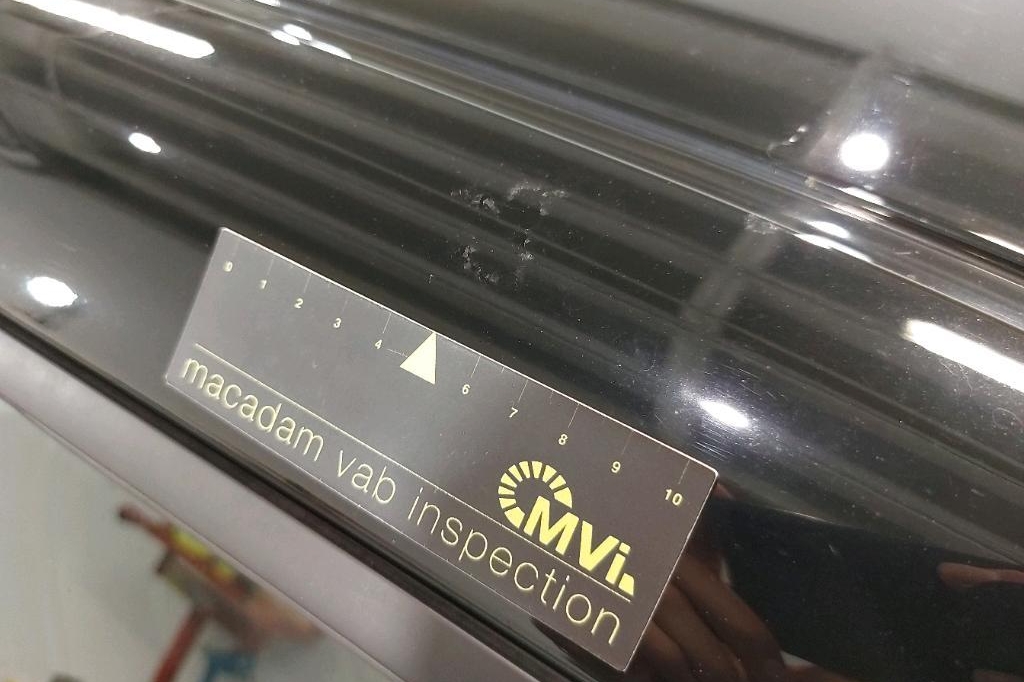 0 1 2 3 4 6 7 8 9 10
MVi.
macadam vab inspection